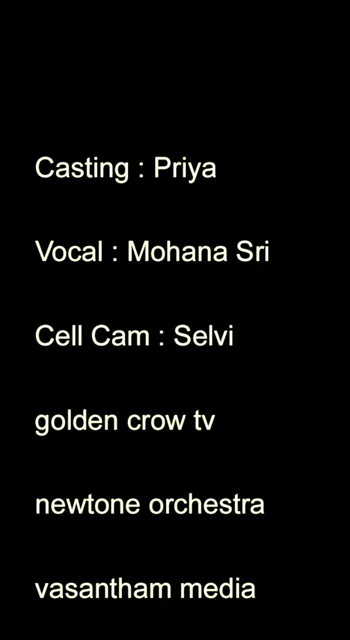 Casting : Priya
Vocal : Mohana Sri
Cell Cam : Selvi
golden crow tv
newtone orchestra
vasantham media